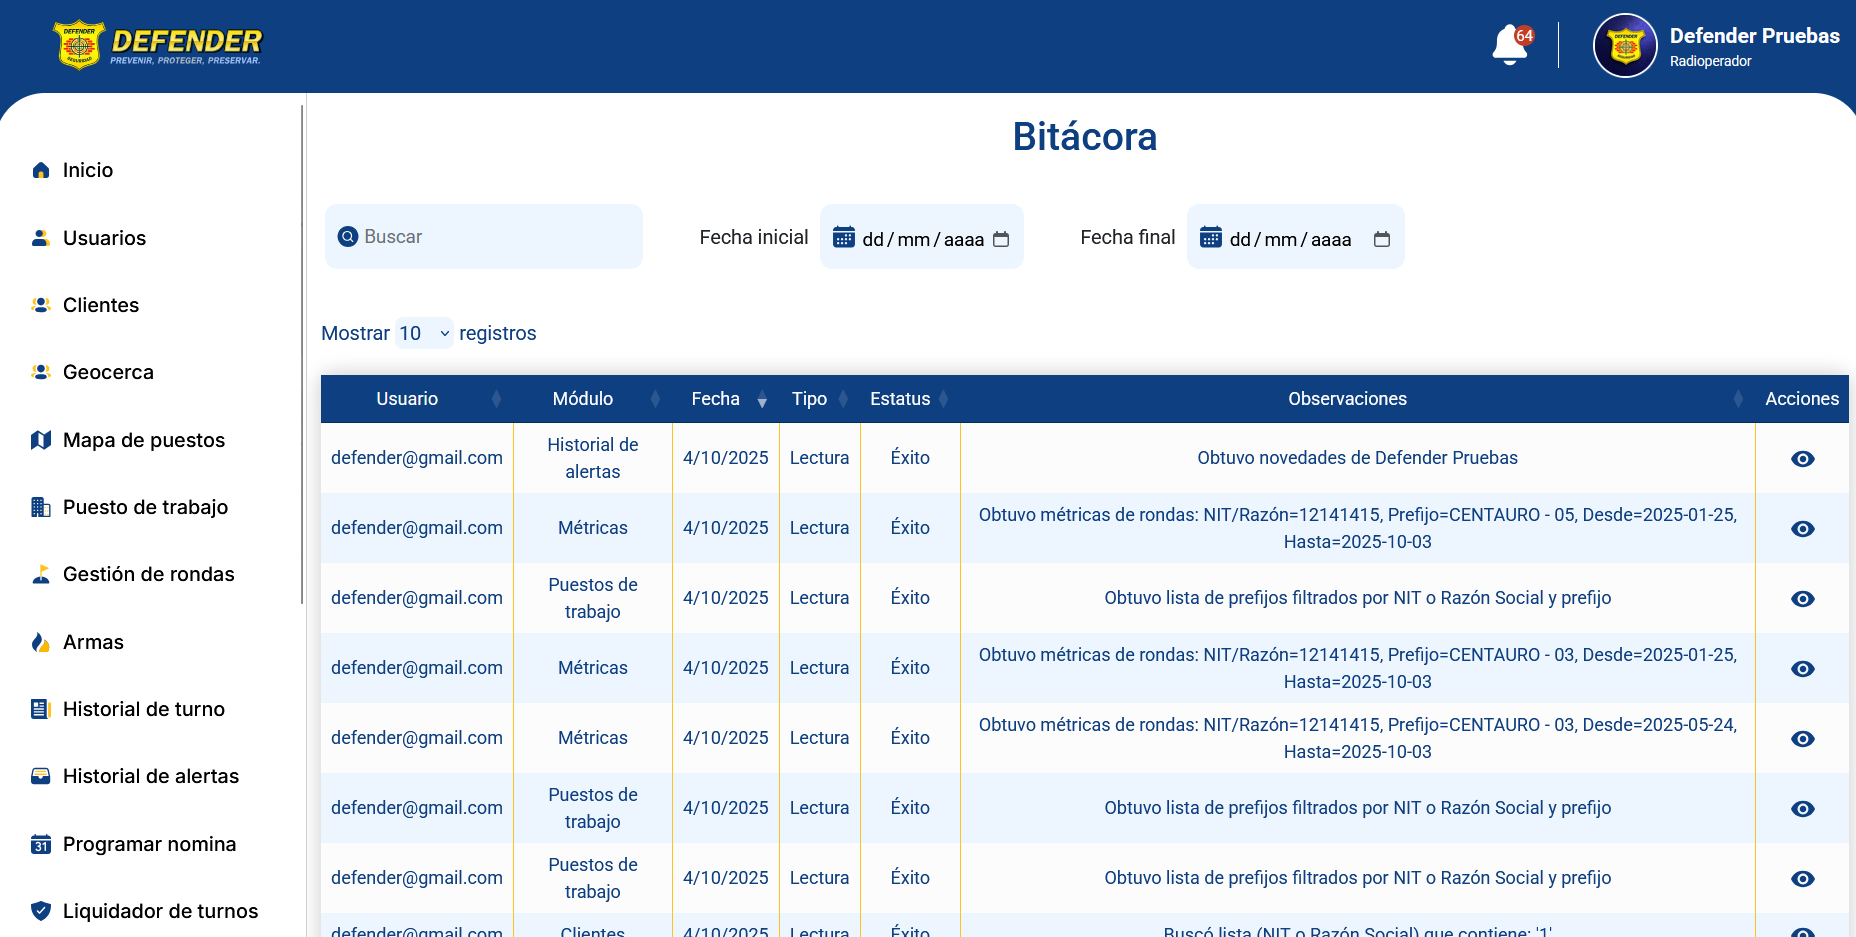 DEFENDER
SEGURIDAD
DEFENDER
PREVENIR, PROTEGER, PRESERVAR.
64
DEFENDER
Defender Pruebas
Radioperador
Inicio
Usuarios
Clientes
Geocerca
Mapa de puestos
Puesto de trabajo
Gestión de rondas
Armas
Historial de turno
Historial de alertas
31 Programar nomina
Liquidador de turnos
Bitácora
Buscar
Fecha inicial dd/mm/aaaa
Fecha final dd/mm/aaaa
Mostrar 10 registros
Usuario Módulo Fecha Tipo Estatus Observaciones Acciones
defender@gmail.com Historial de alertas 4/10/2025 Lectura Éxito Obtuvo novedades de Defender Pruebas
defender@gmail.com Métricas 4/10/2025 Lectura Éxito Obtuvo métricas de rondas: NIT/Razón=12141415, Prefijo=CENTAURO - 05, Desde=2025-01-25, Hasta=2025-10-03
defender@gmail.com Puestos de trabajo 4/10/2025 Lectura Éxito Obtuvo lista de prefijos filtrados por NIT o Razón Social y prefijo
defender@gmail.com Métricas 4/10/2025 Lectura Éxito Obtuvo métricas de rondas: NIT/Razón=12141415, Prefijo=CENTAURO - 03, Desde=2025-01-25, Hasta=2025-10-03
defender@gmail.com Métricas 4/10/2025 Lectura Éxito Obtuvo métricas de rondas: NIT/Razón=12141415, Prefijo=CENTAURO - 03, Desde=2025-05-24, Hasta=2025-10-03
defender@gmail.com Puestos de trabajo 4/10/2025 Lectura Éxito Obtuvo lista de prefijos filtrados por NIT o Razón Social y prefijo
defender@gmail.com Puestos de trabajo 4/10/2025 Lectura Éxito Obtuvo lista de prefijos filtrados por NIT o Razón Social y prefijo
defender@gmail.com Clientes 4/10/2025 Lectura Éxito Buscó lista (NIT o Razón Social) que contiene: '1'